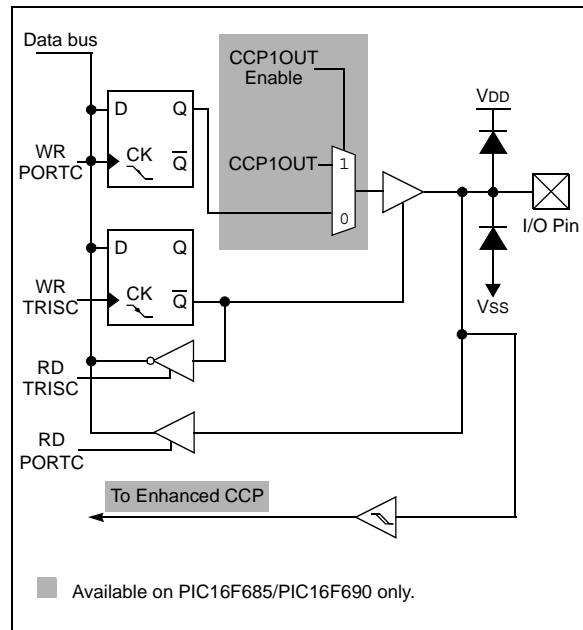 Data bus
CCP1OUT
Enable
VDD
D Q
WR
PORTC
CK
Q
CCP1OUT
1
0
I/O Pin
D Q
WR
TRISC
CK
Q
VSS
RD
TRISC
RD
PORTC
To Enhanced CCP
Available on PIC16F685/PIC16F690 only.